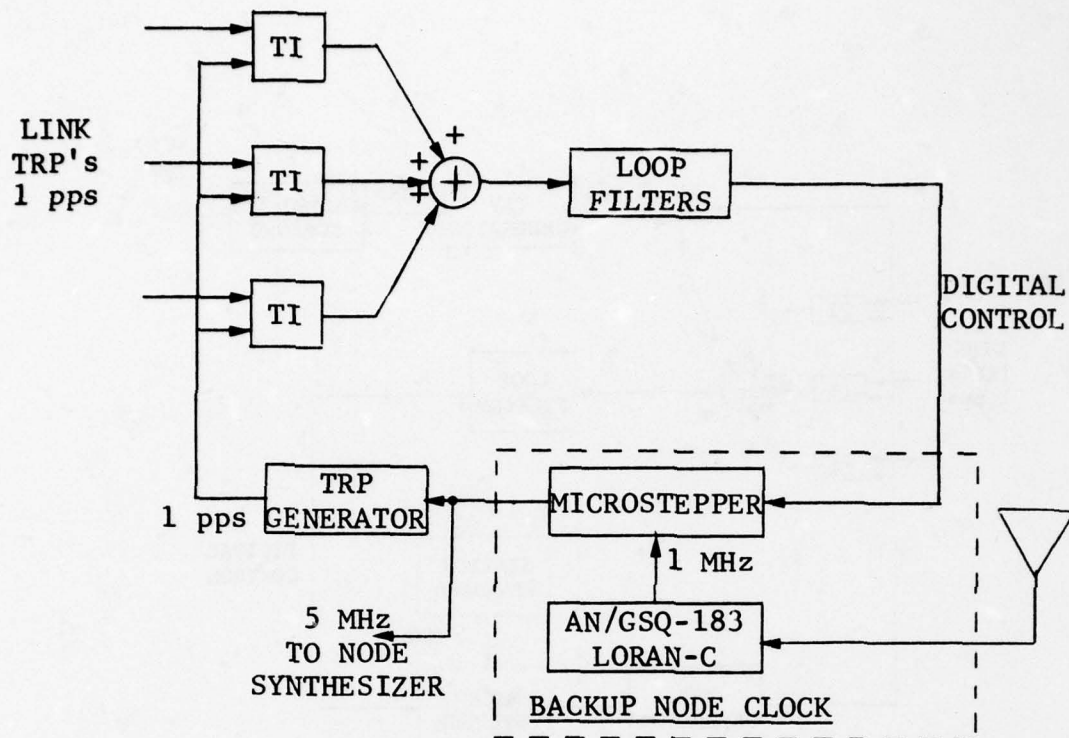 TI
LINK
TRP'S
1 pps
TI
TI
+
+
+
+
LOOP
FILTERS
DIGITAL
CONTROL
TRP
GENERATOR
1 pps
MICROSTEPPER
1 MHz
5 MHz
TO NODE
SYNTHESIZER
AN/GSQ-183
LORAN-C
BACKUP NODE CLOCK